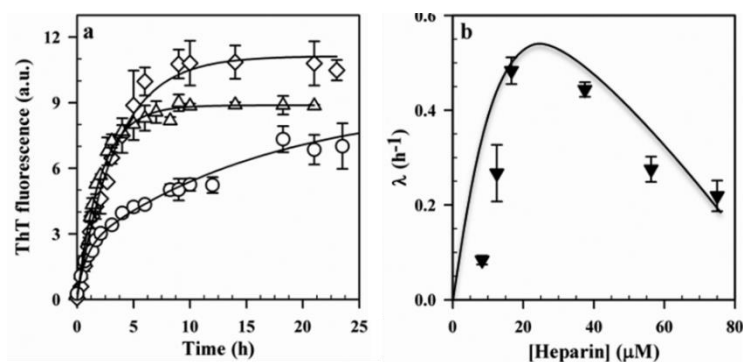 a
ThT fluorescence (a.u.)
12
9
6
3
0
0 5 10 15 20 25
Time (h)
b
λ (h-1)
0.6
0.4
0.2
0.0
0 20 40 60 80
[Heparin] (μM)